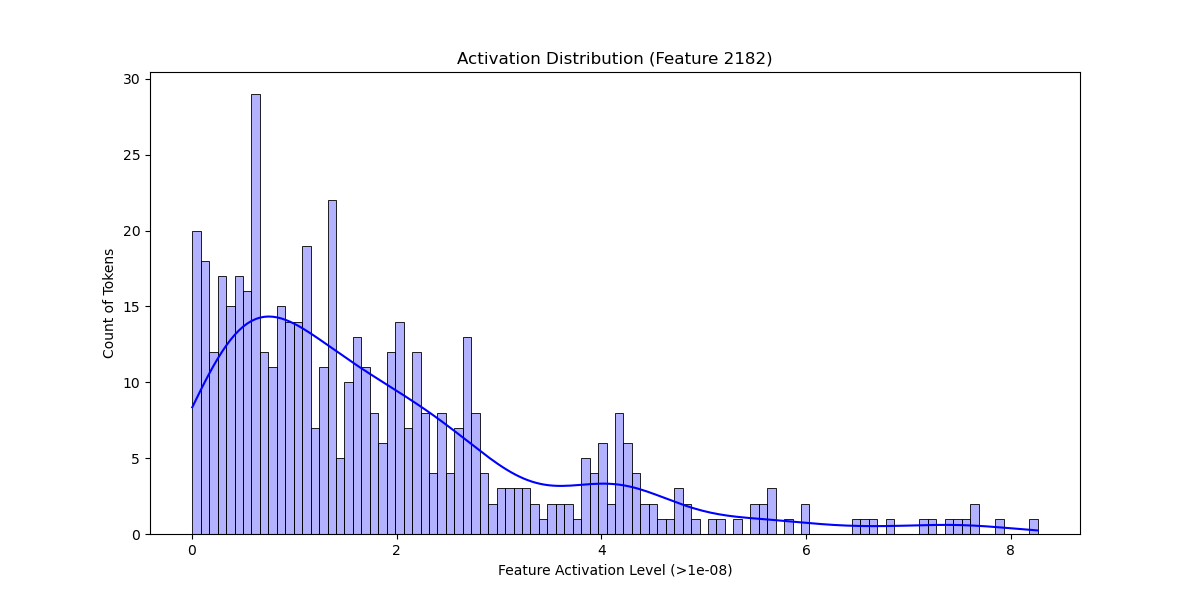 Activation Distribution (Feature 2182)
30
25
20
15
10
5
0
Count of Tokens
0 2 4 6 8
Feature Activation Level (>1e-08)